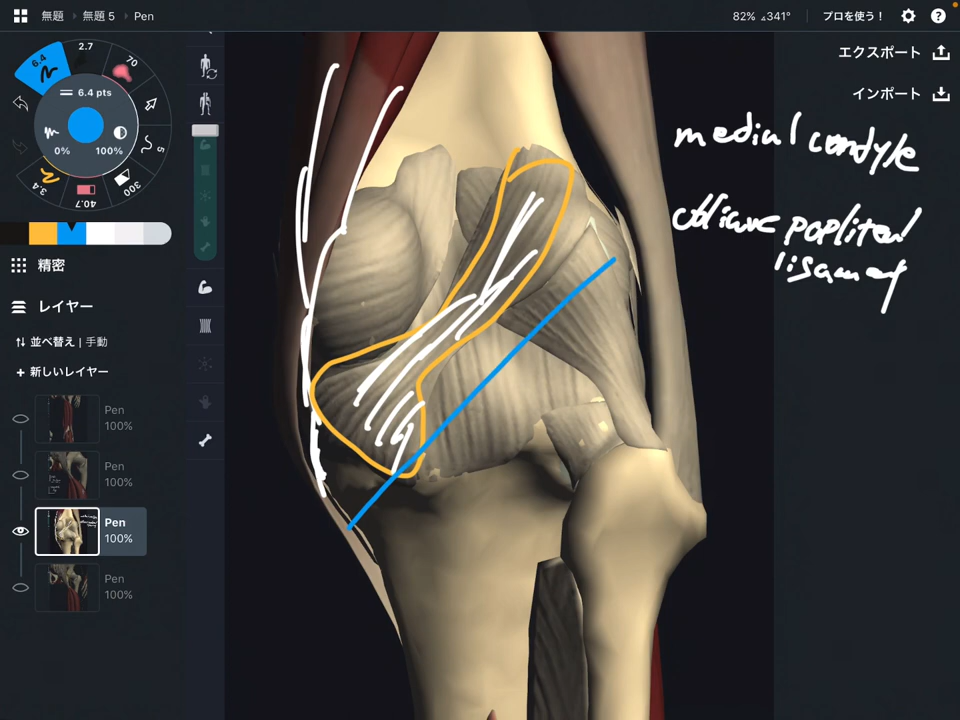 無題 無題 5 Pen
82% ⊿341° プロを使う!
エクスポート
インポート
2.7
6.4
70
6.4 pts
0% 100%
5
3.4
40.7
300
精密
レイヤー
並べ替え | 手動
+ 新しいレイヤー
Pen
100%
Pen
100%
Pen
100%
Pen
100%
medial condyle
popliteal